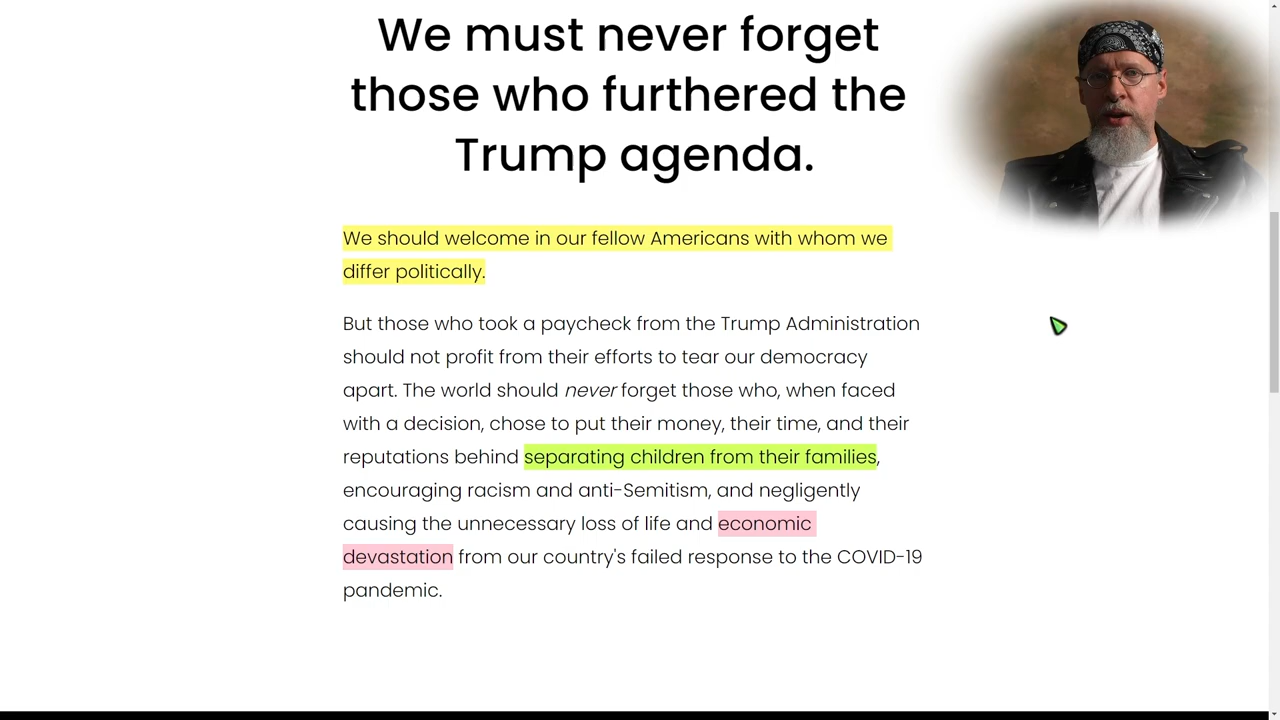 We must never forget
those who furthered the
Trump agenda.
We should welcome in our fellow Americans with whom we
differ politically.
But those who took a paycheck from the Trump Administration
should not profit from their efforts to tear our democracy
apart. The world should never forget those who, when faced
with a decision, chose to put their money, their time, and their
reputations behind separating children from their families,
encouraging racism and anti-Semitism, and negligently
causing the unnecessary loss of life and economic
devastation from our country's failed response to the COVID-19
pandemic.